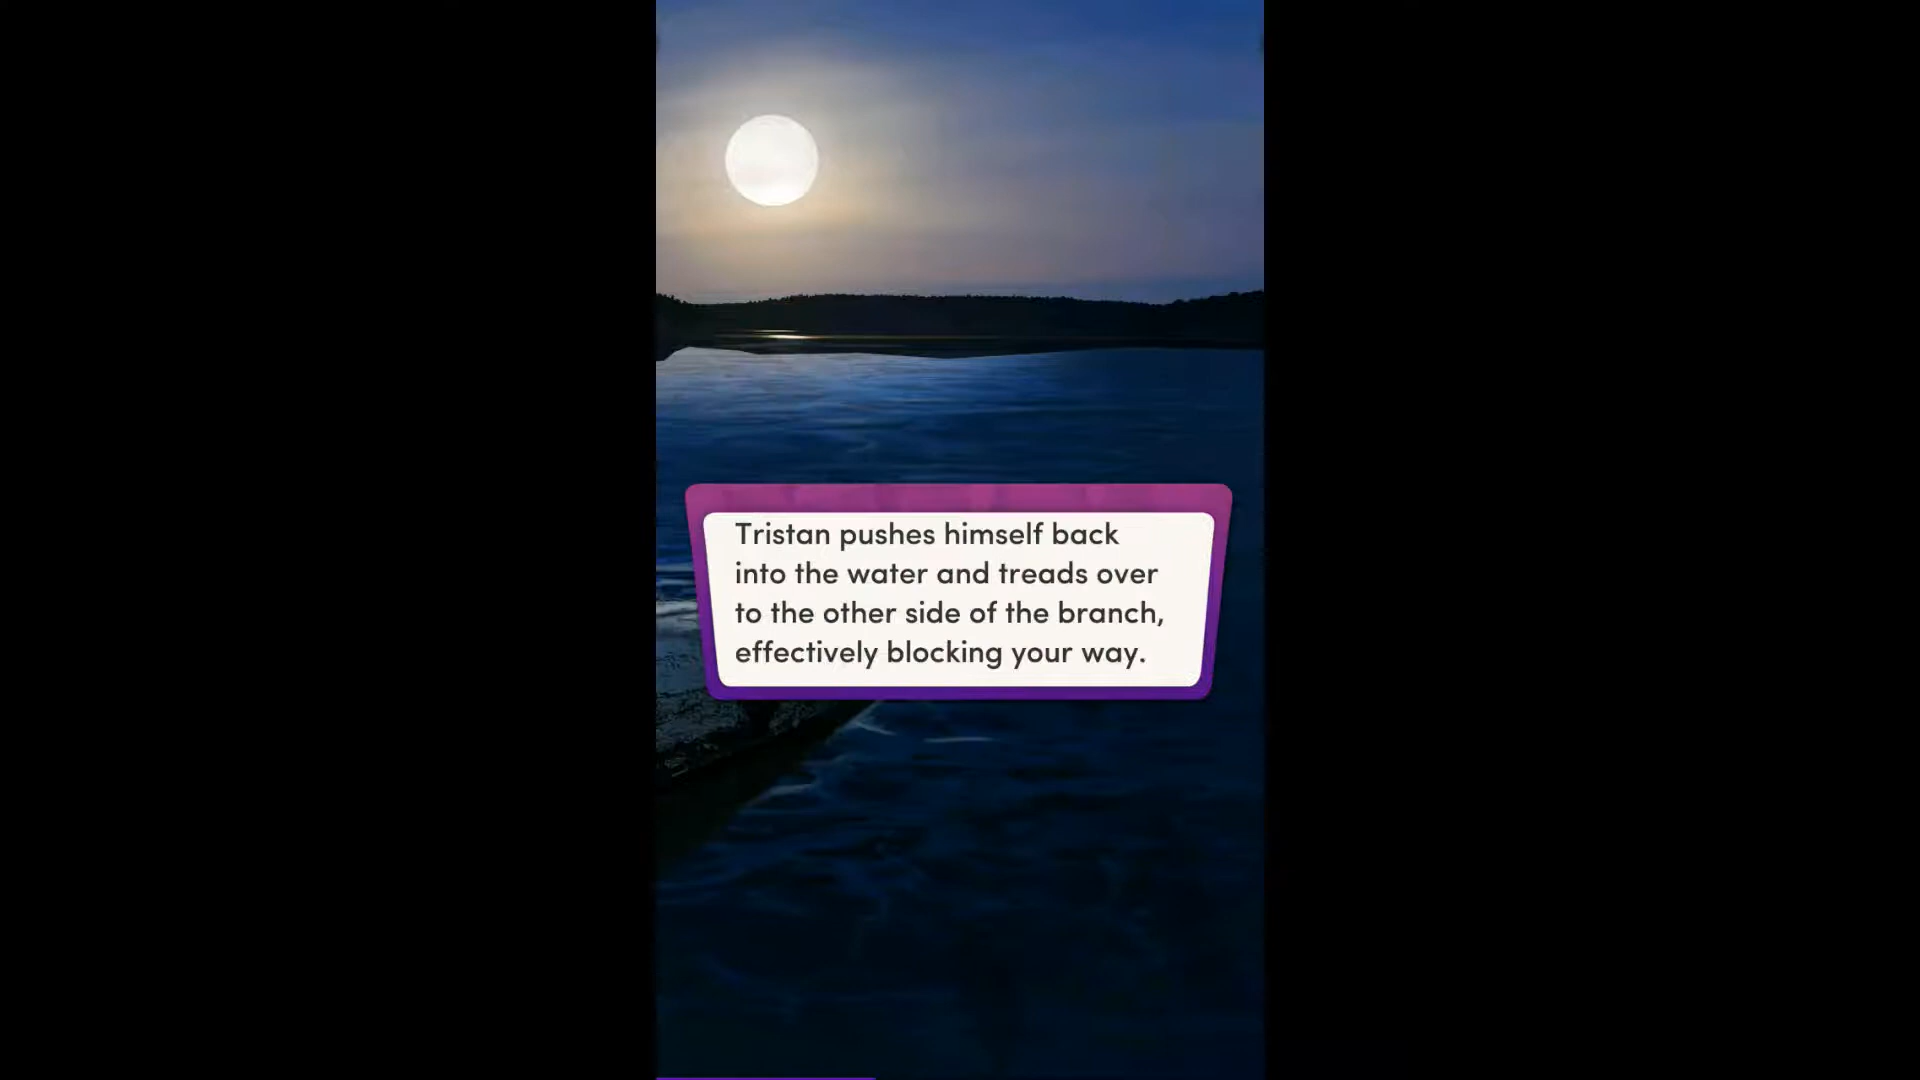 Tristan pushes himself back
into the water and treads over
to the other side of the branch,
effectively blocking your way.